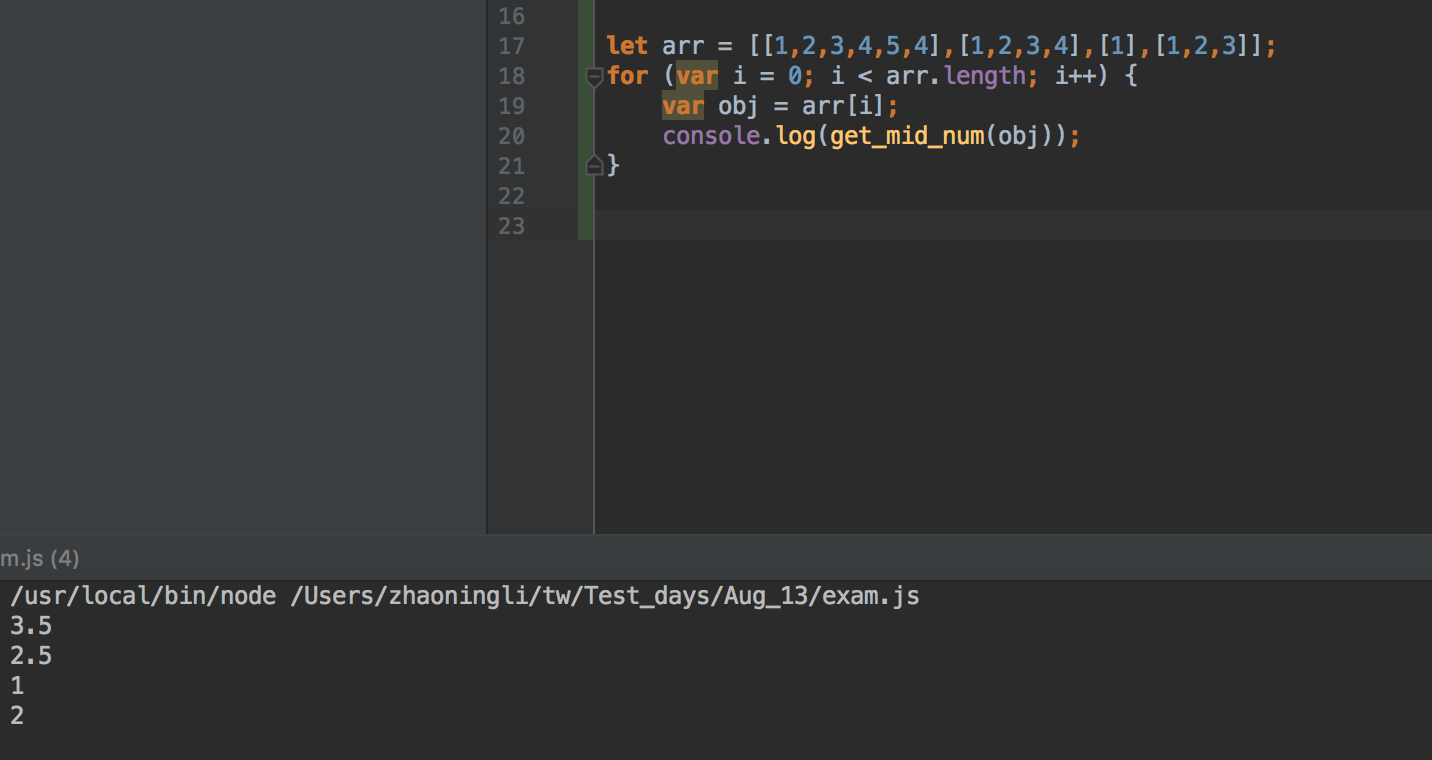 16
17 let arr = [[1,2,3,4,5,4],[1,2,3,4],[1],[1,2,3]];
18 for (var i = 0; i < arr.length; i++) {
19     var obj = arr[i];
20     console.log(get_mid_num(obj));
21 }
22
23
m.js (4)
/usr/local/bin/node /Users/zhaoningli/tw/Test_days/Aug_13/exam.js
3.5
2.5
1
2